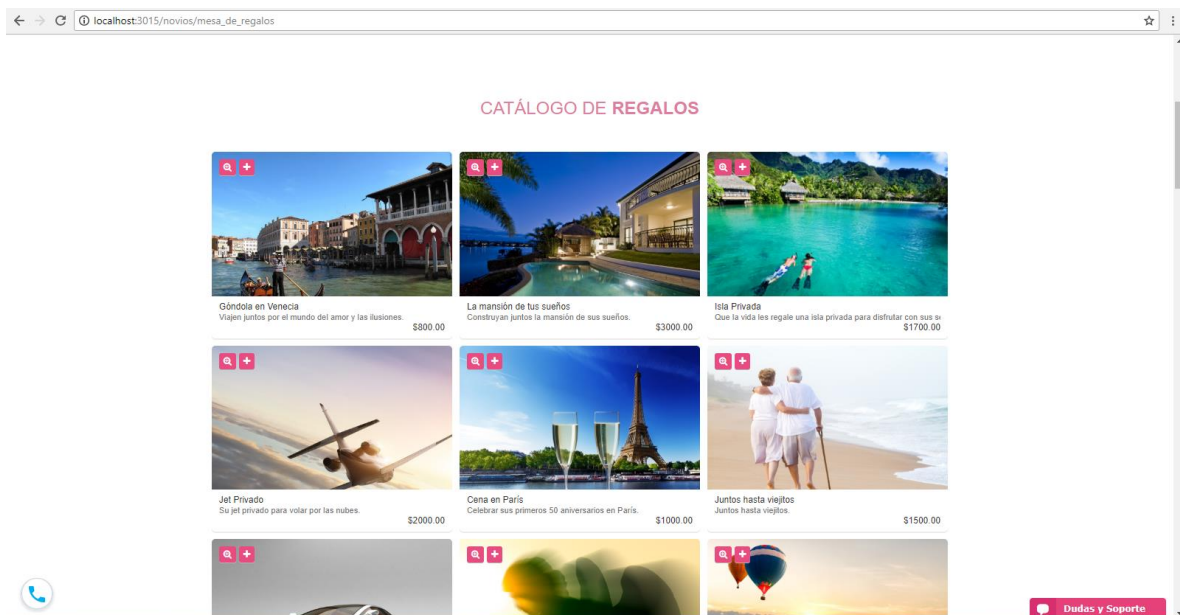 localhost:3015/novios/mesa_de_regalos
CATÁLOGO DE REGALOS
Góndola en Venecia
Viajen juntos por el mundo del amor y las ilusiones.
$800.00
La mansión de tus sueños
Construyan juntos la mansión de sus sueños.
$3000.00
Isla Privada
Que la vida les regale una isla privada para disfrutar con sus se
$1700.00
Jet Privado
Su jet privado para volar por las nubes.
$2000.00
Cena en París
Celebrar sus primeros 50 aniversarios en París.
$1000.00
Juntos hasta viejitos
Juntos hasta viejitos.
$1500.00
Dudas y Soporte